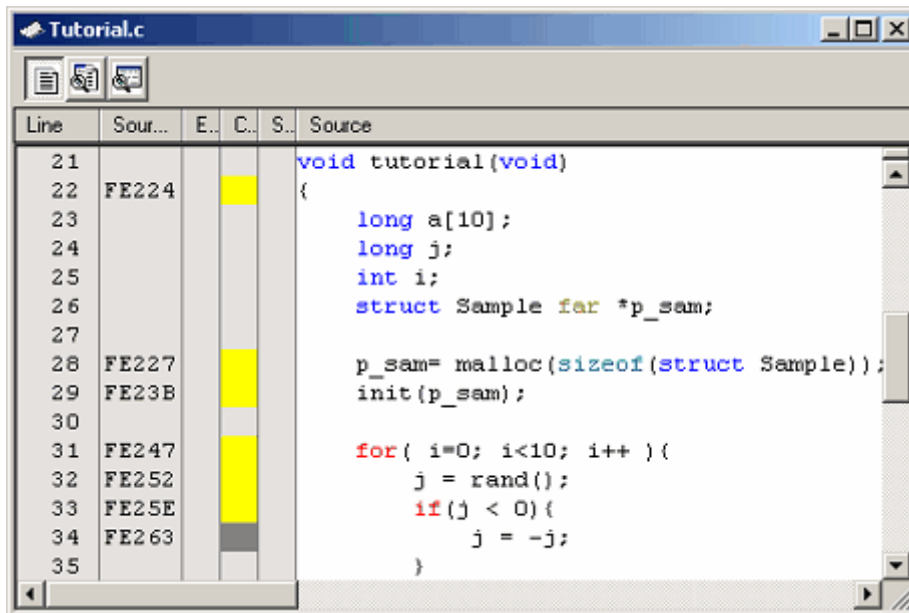 Tutorial.c
Line Sour... E.. C.. S.. Source
21 void tutorial(void)
22 FE224 {
23 long a[10];
24 long j;
25 int i;
26 struct Sample far *p_sam;
27
28 FE227 p_sam= malloc(sizeof(struct Sample));
29 FE23B init(p_sam);
30
31 FE247 for( i=0; i<10; i++ ){
32 FE252 j = rand();
33 FE25E if(j < 0){
34 FE263 j = -j;
35 }